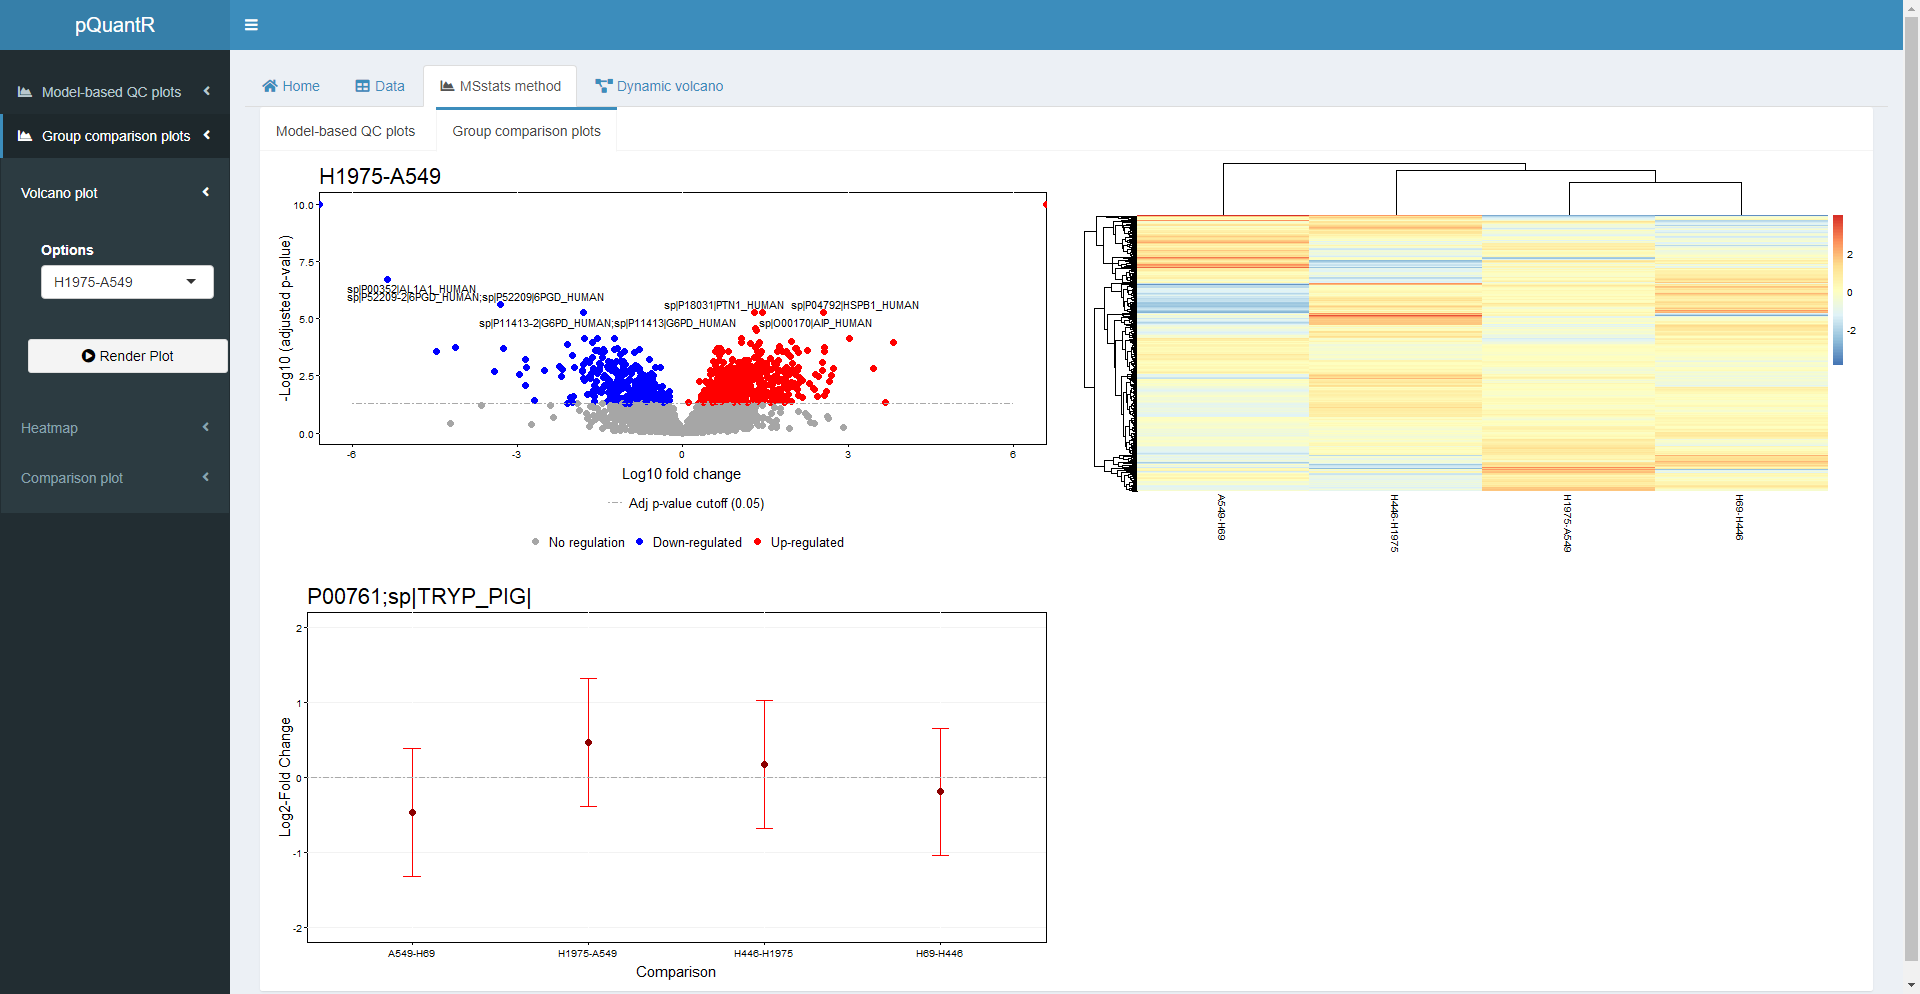 pQuantR
Model-based QC plots
Group comparison plots
Volcano plot
Options
H1975-A549
Render Plot
Heatmap
Comparison plot
Home
Data
MSstats method
Dynamic volcano
Model-based QC plots
Group comparison plots
H1975-A549
-Log10 (adjusted p-value)
10.0
7.5
5.0
2.5
0.0
sp|P00352|AL1A1_HUMAN
sp|P52209-2|6PGD_HUMAN;sp|P52209|6PGD_HUMAN
sp|P18031|PTN1_HUMAN
sp|P04792|HSPB1_HUMAN
sp|P11413-2|G6PD_HUMAN;sp|P11413|G6PD_HUMAN
sp|O00170|AIP_HUMAN
-6
-3
0
3
6
Log10 fold change
Adj p-value cutoff (0.05)
No regulation
Down-regulated
Up-regulated
2
0
-2
A549-H69
H446-H1975
H1975-A549
H69-H446
P00761;sp|TRYP_PIG|
Log2-Fold Change
2
1
0
-1
-2
A549-H69
H1975-A549
H446-H1975
H69-H446
Comparison